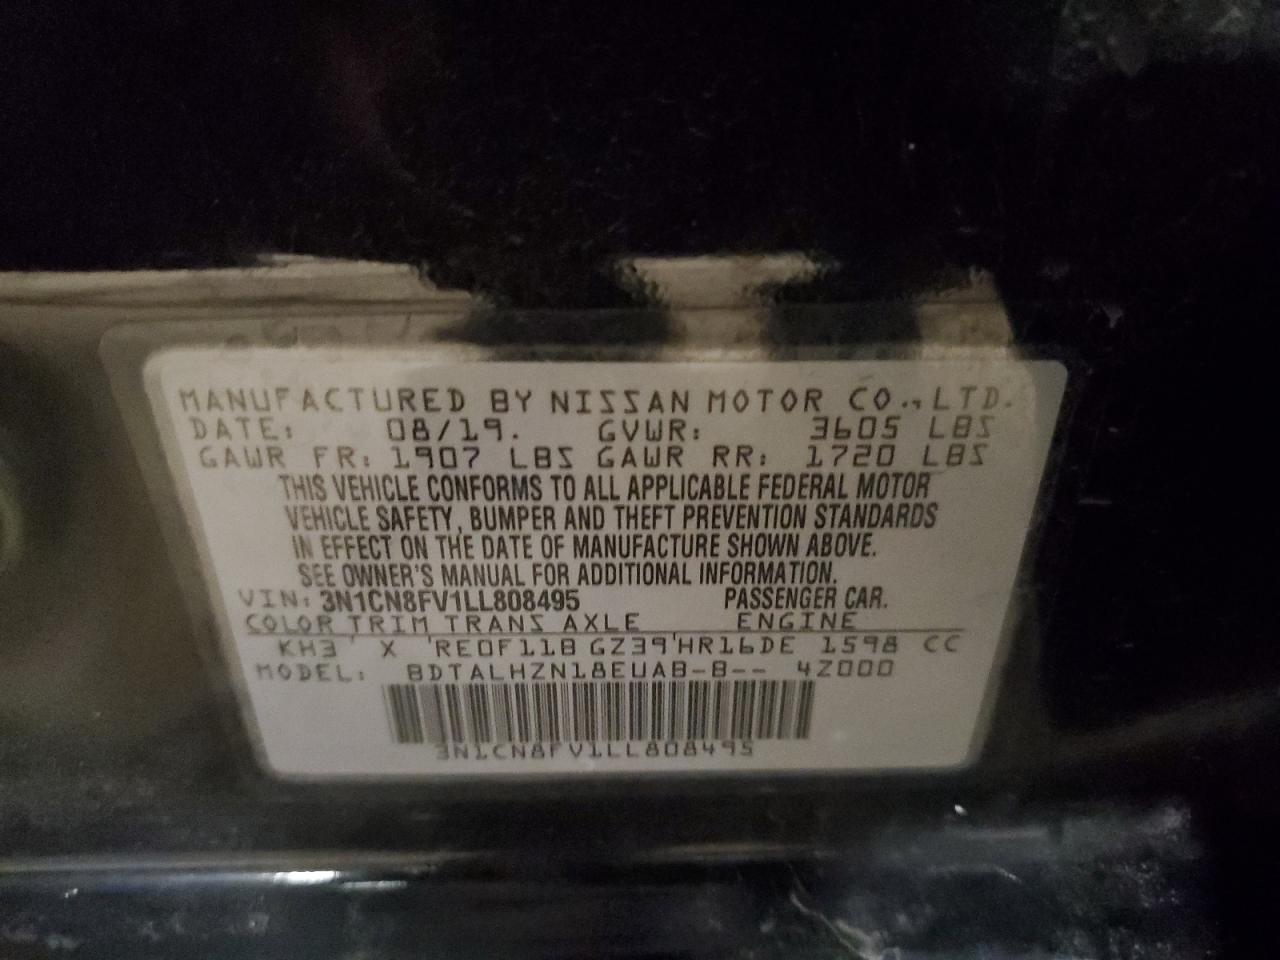 MANUFACTURED BY NISSAN MOTOR CO., LTD.
DATE: 08/19. GVWR: 3605 LBS
GAWR FR: 1907 LBS GAWR RR: 1720 LBS
THIS VEHICLE CONFORMS TO ALL APPLICABLE FEDERAL MOTOR
VEHICLE SAFETY, BUMPER AND THEFT PREVENTION STANDARDS
IN EFFECT ON THE DATE OF MANUFACTURE SHOWN ABOVE.
SEE OWNER'S MANUAL FOR ADDITIONAL INFORMATION.
VIN: 3N1CN8FV1LL808495 PASSENGER CAR.
COLOR TRIM TRANS AXLE ENGINE
KH3 ' X 'RE0F11B GZ39'HR16DE 1598 CC
MODEL: BDTALHZN18EUAB-B-- 4Z000
3N1CN8FV1LL808495